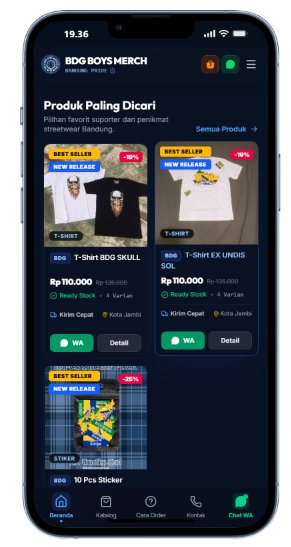 19.36
BDG BOYS MERCH
BANDUNG PRIDE
Produk Paling Dicari
Pilihan favorit suporter dan penikmat
streetwear Bandung.
Semua Produk →
BEST SELLER
-19%
NEW RELEASE
T-SHIRT
BDG T-Shirt BDG SKULL
Rp 110.000 Rp 135.000
Ready Stock • 4 Varian
Kirim Cepat Kota Jambi
WA Detail
BEST SELLER
-19%
NEW RELEASE
T-SHIRT
BDG T-Shirt EX UNDIS
SOL
Rp 110.000 Rp 135.000
Ready Stock • 4 Varian
Kirim Cepat Kota Jambi
WA Detail
BEST SELLER
-25%
NEW RELEASE
STIKER
BDG 10 Pcs Sticker
Beranda Katalog Cara Order Kontak Chat WA